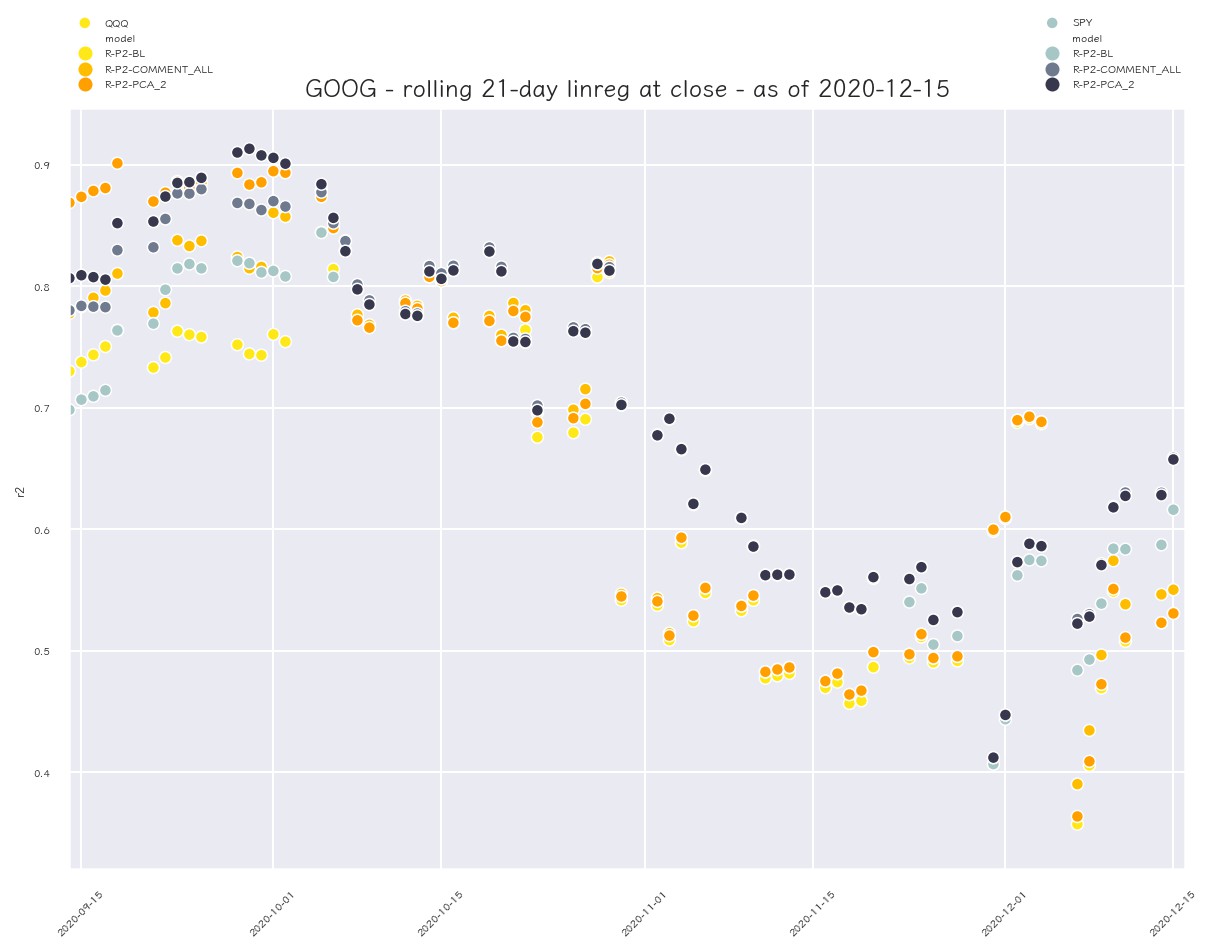 QQQ
model
R-P2-BL
R-P2-COMMENT_ALL
R-P2-PCA_2
SPY
model
R-P2-BL
R-P2-COMMENT_ALL
R-P2-PCA_2
GOOG - rolling 21-day linreg at close - as of 2020-12-15
0.9
0.8
0.7
r2
0.6
0.5
0.4
2020-09-15
2020-10-01
2020-10-15
2020-11-01
2020-11-15
2020-12-01
2020-12-15